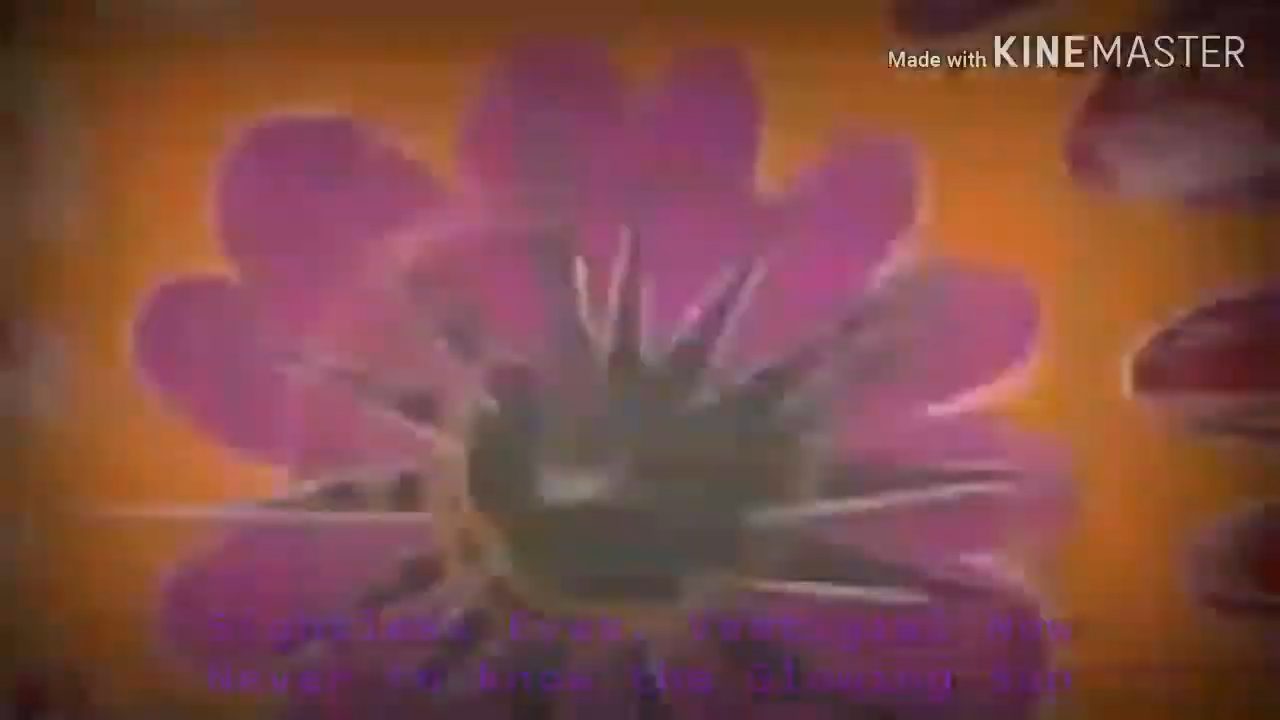 Made with KINEMASTER
Sightless Eyes, Vestigial Now
Never to know the Glowing Sun